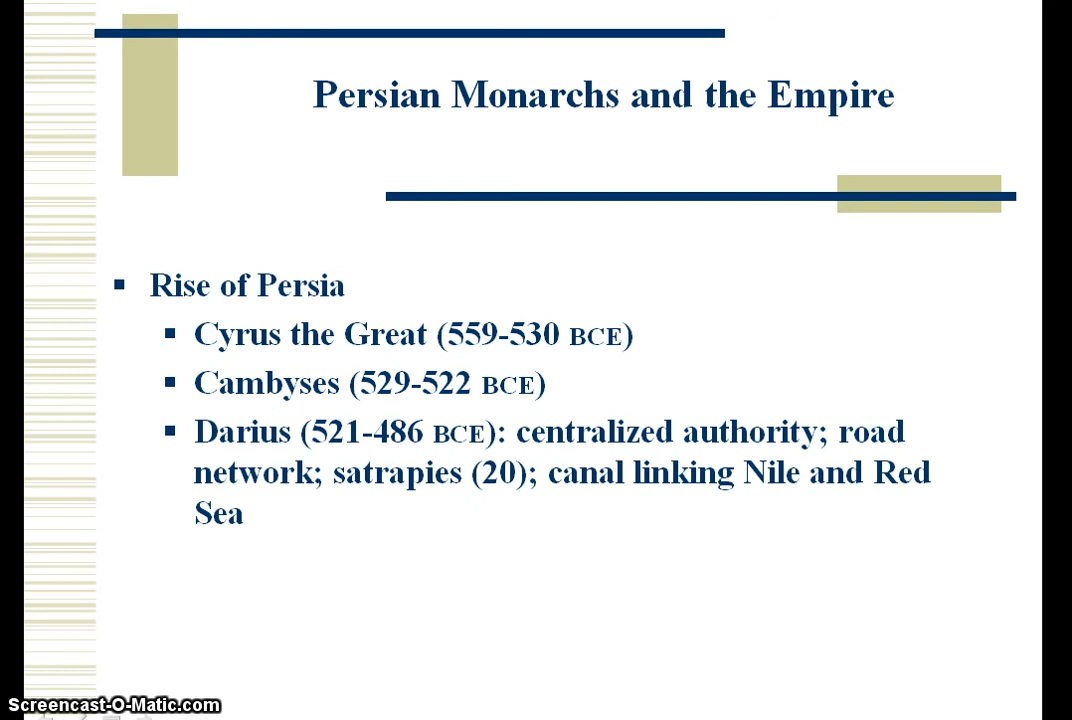 Persian Monarchs and the Empire
▪ Rise of Persia
▪ Cyrus the Great (559-530 BCE)
▪ Cambyses (529-522 BCE)
▪ Darius (521-486 BCE): centralized authority; road
network; satrapies (20); canal linking Nile and Red
Sea
Screencast-O-Matic.com